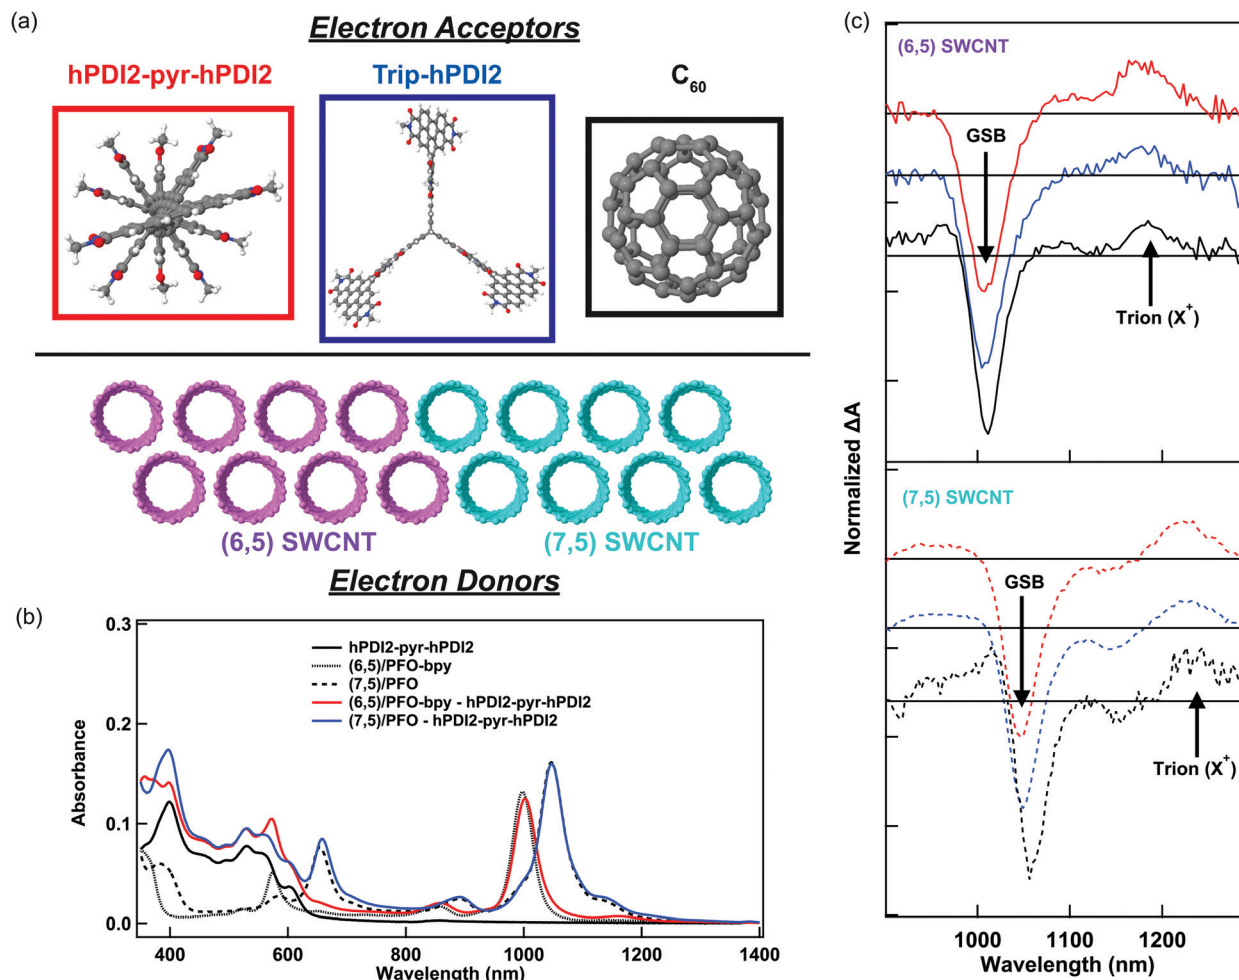 (a)
Electron Acceptors
hPDI2-pyr-hPDI2
Trip-hPDI2
C60
(6,5) SWCNT
(7,5) SWCNT
Electron Donors
(b)
0.3
0.2
0.1
0.0
Absorbance
hPDI2-pyr-hPDI2
(6,5)/PFO-bpy
(7,5)/PFO
(6,5)/PFO-bpy - hPDI2-pyr-hPDI2
(7,5)/PFO - hPDI2-pyr-hPDI2
400
600
800
1000
1200
1400
Wavelength (nm)
(c)
(6,5) SWCNT
GSB
Trion (X+)
Normalized ΔA
(7,5) SWCNT
GSB
Trion (X+)
1000
1100
1200
Wavelength (nm)